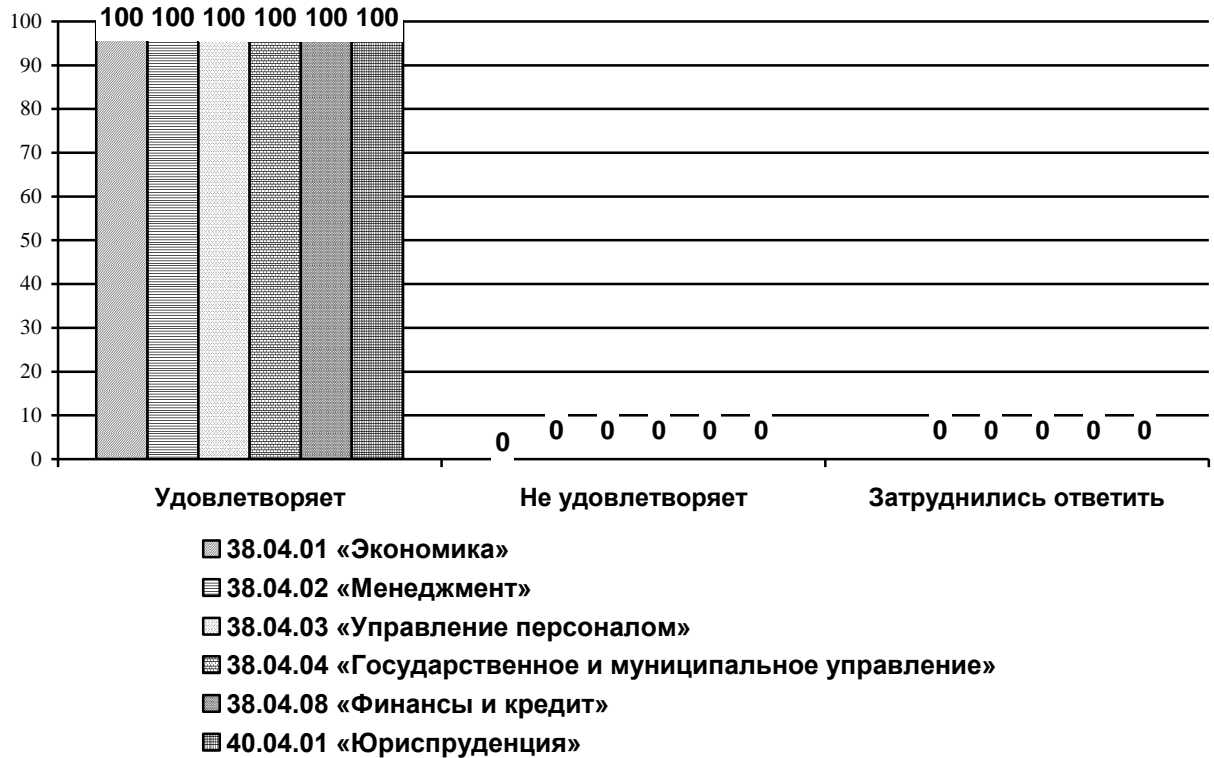 100 100 100 100 100 100
100
90
80
70
60
50
40
30
20
10
0
0 0 0 0 0 0
0 0 0 0 0
Удовлетворяет Не удовлетворяет Затруднились ответить
38.04.01 «Экономика»
38.04.02 «Менеджмент»
38.04.03 «Управление персоналом»
38.04.04 «Государственное и муниципальное управление»
38.04.08 «Финансы и кредит»
40.04.01 «Юриспруденция»